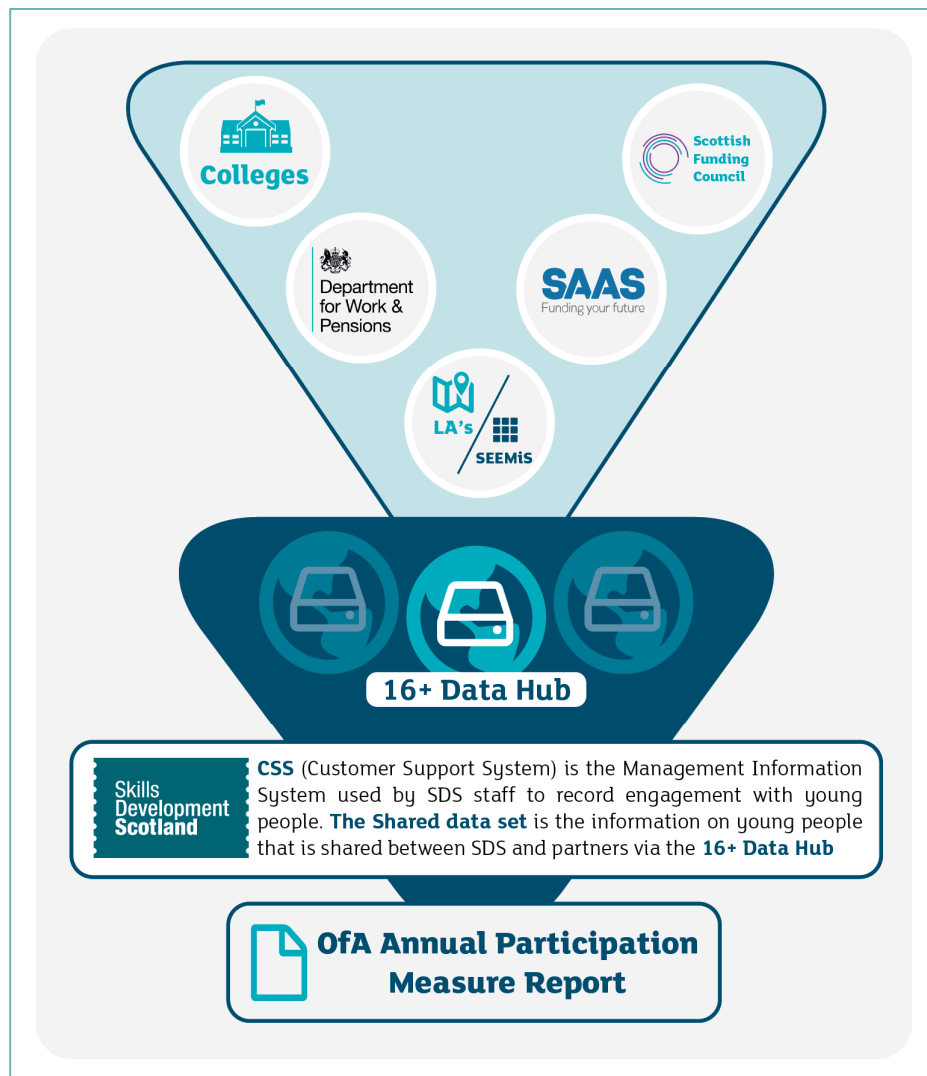 Colleges
Scottish
Funding
Council
Department
for Work &
Pensions
SAAS
Funding your future
LA's
SEEMiS
16+ Data Hub
Skills
Development
Scotland
CSS (Customer Support System) is the Management Information
System used by SDS staff to record engagement with young
people. The Shared data set is the information on young people
that is shared between SDS and partners via the 16+ Data Hub
OfA Annual Participation
Measure Report